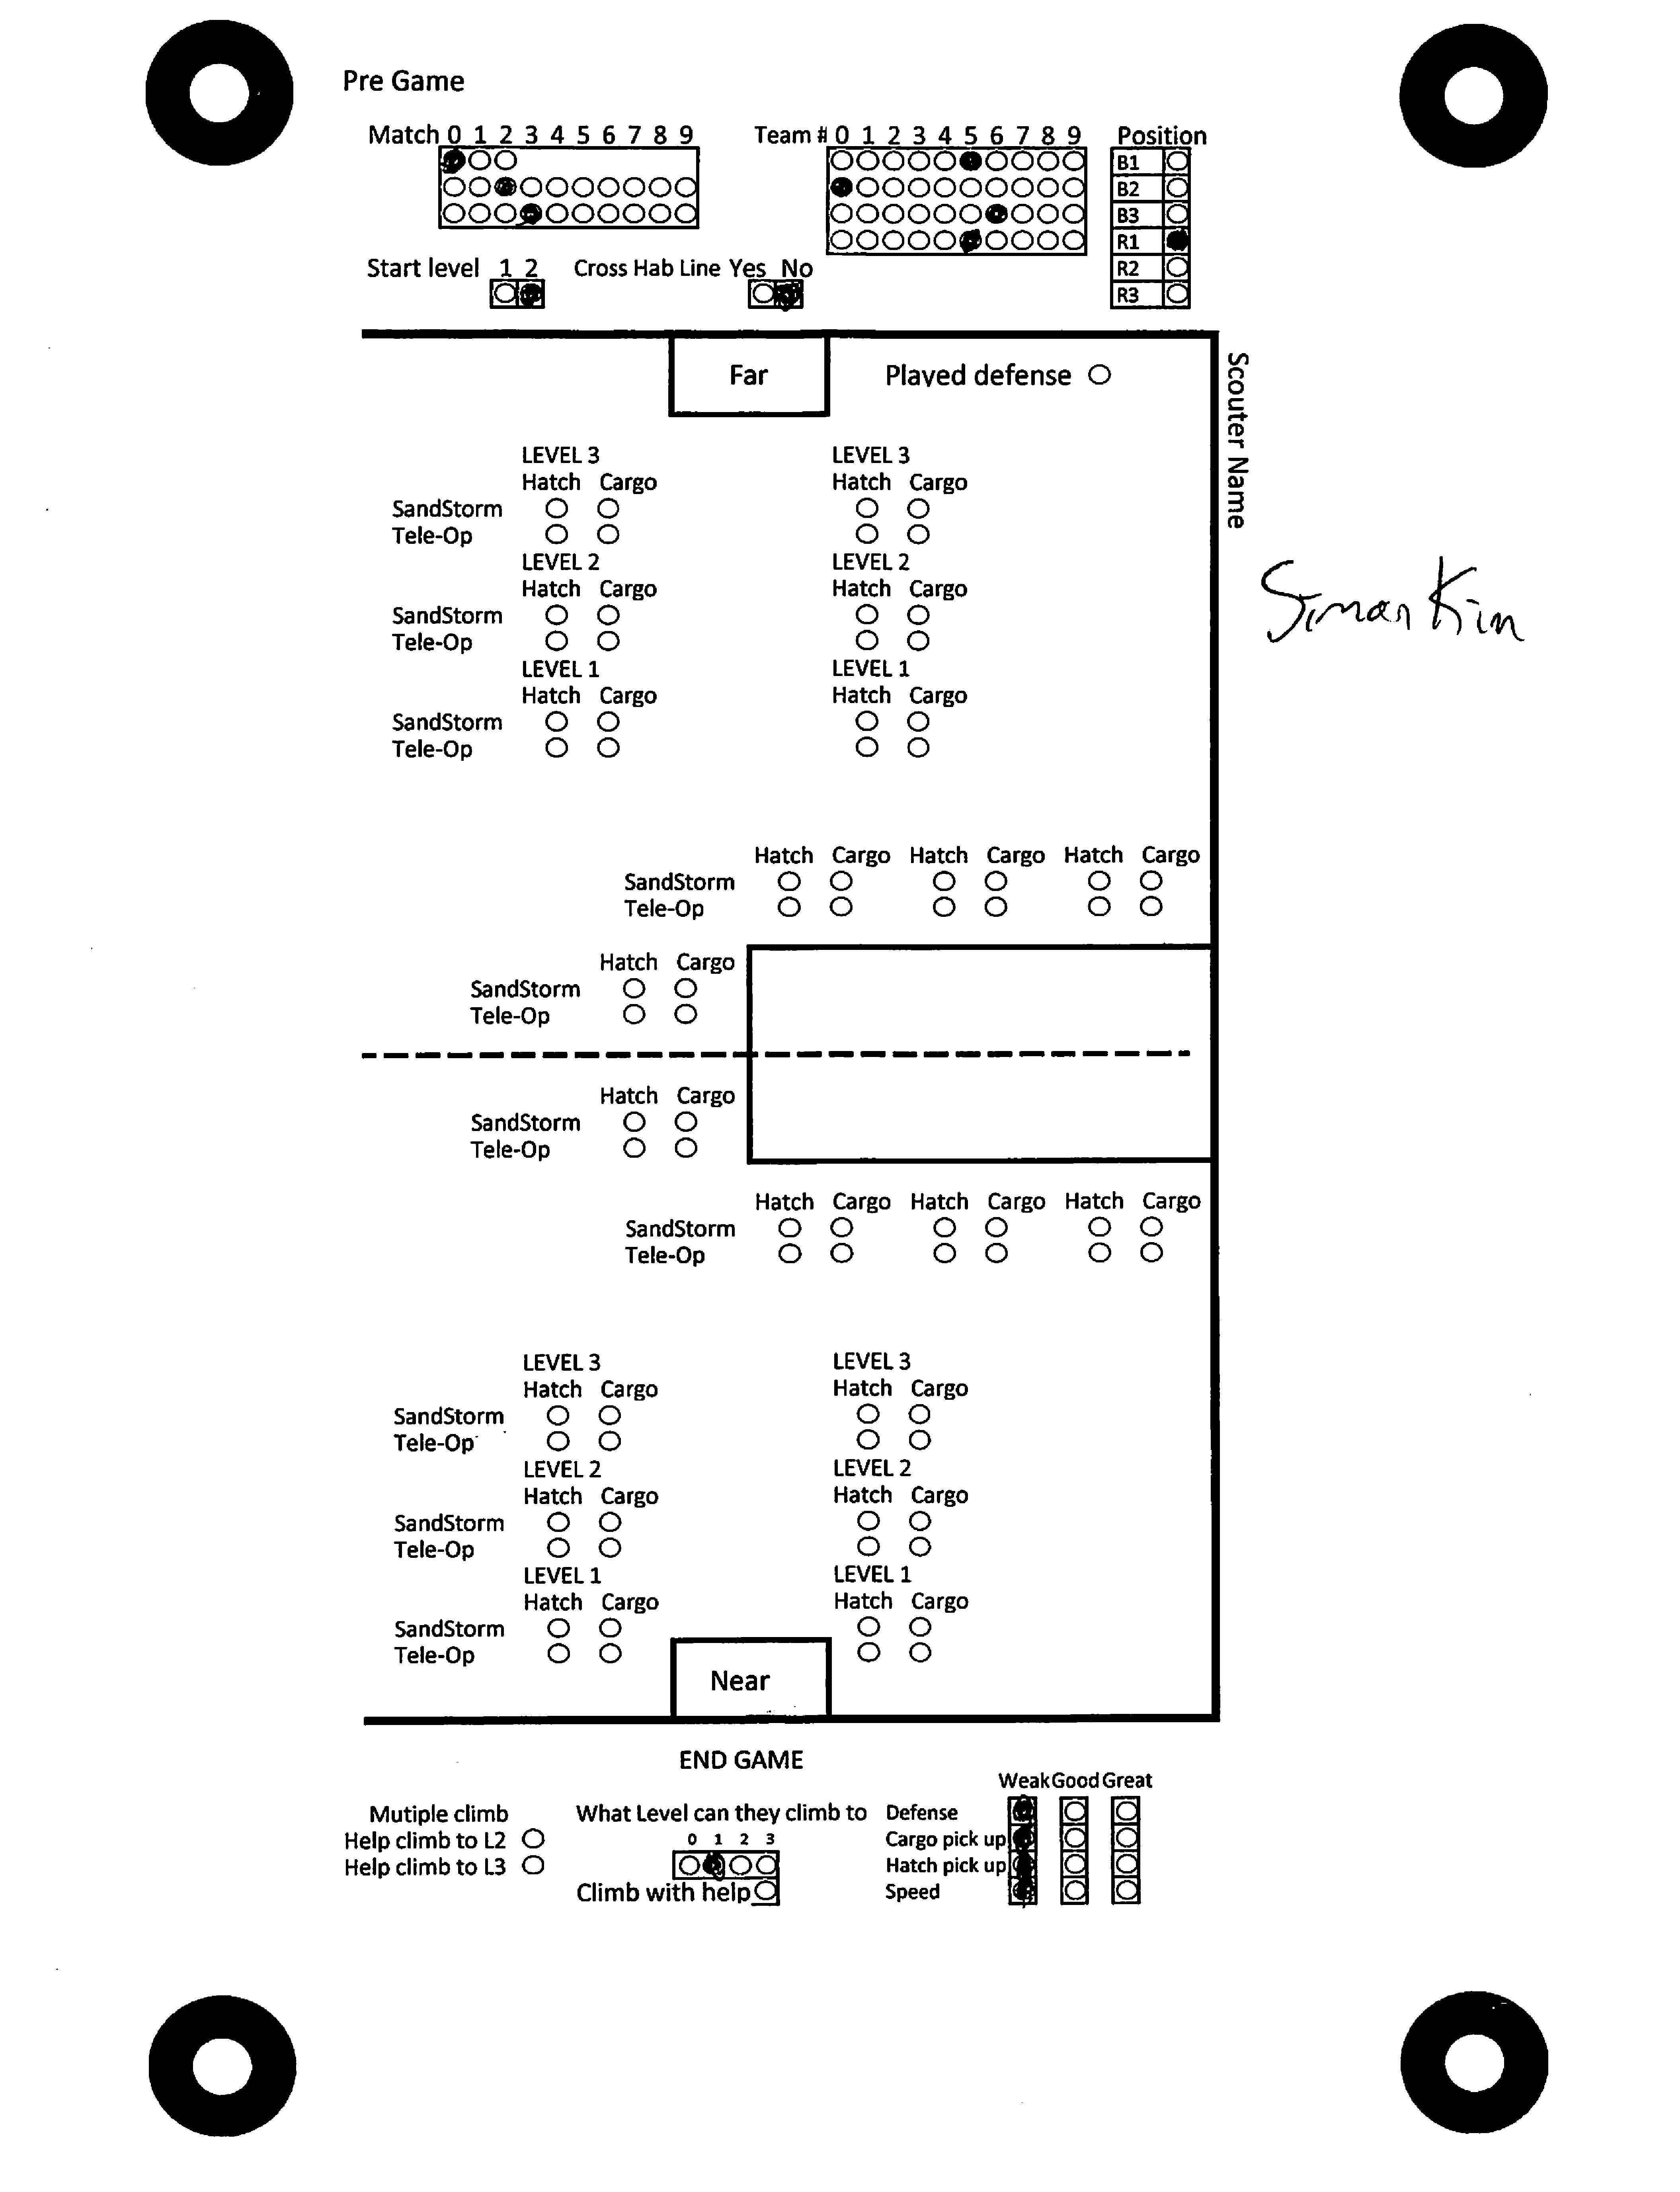 Pre Game
Match 0 1 2 3 4 5 6 7 8 9
Team # 0 1 2 3 4 5 6 7 8 9
Position
B1
B2
B3
R1
R2
R3
Start level 1 2
Cross Hab Line Yes No
Far
Played defense
Scouter Name
Kim
LEVEL 3 LEVEL 3
Hatch Cargo Hatch Cargo
SandStorm
Tele-Op
LEVEL 2 LEVEL 2
Hatch Cargo Hatch Cargo
SandStorm
Tele-Op
LEVEL 1 LEVEL 1
Hatch Cargo Hatch Cargo
SandStorm
Tele-Op
Hatch Cargo Hatch Cargo Hatch Cargo
SandStorm
Tele-Op
Hatch Cargo
SandStorm
Tele-Op
Hatch Cargo
SandStorm
Tele-Op
Hatch Cargo Hatch Cargo Hatch Cargo
SandStorm
Tele-Op
LEVEL 3 LEVEL 3
Hatch Cargo Hatch Cargo
SandStorm
Tele-Op
LEVEL 2 LEVEL 2
Hatch Cargo Hatch Cargo
SandStorm
Tele-Op
LEVEL 1 LEVEL 1
Hatch Cargo Hatch Cargo
SandStorm
Tele-Op
Near
END GAME
Mutiple climb
Help climb to L2
Help climb to L3
What Level can they climb to
0 1 2 3
Climb with help
Weak Good Great
Defense
Cargo pick up
Hatch pick up
Speed